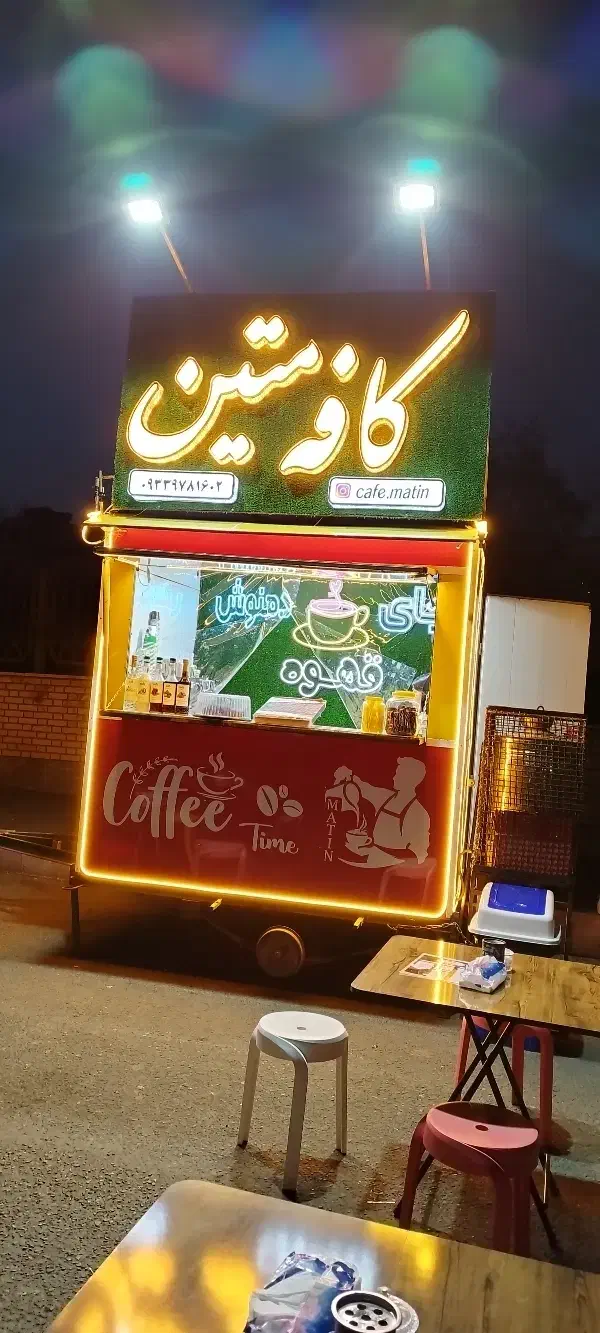 کافه متین
۰۹۳۳۹۷۸۱۶۰۲
cafe.matin
چای
دمنوش
قهوه
Coffee
Time
MATIN